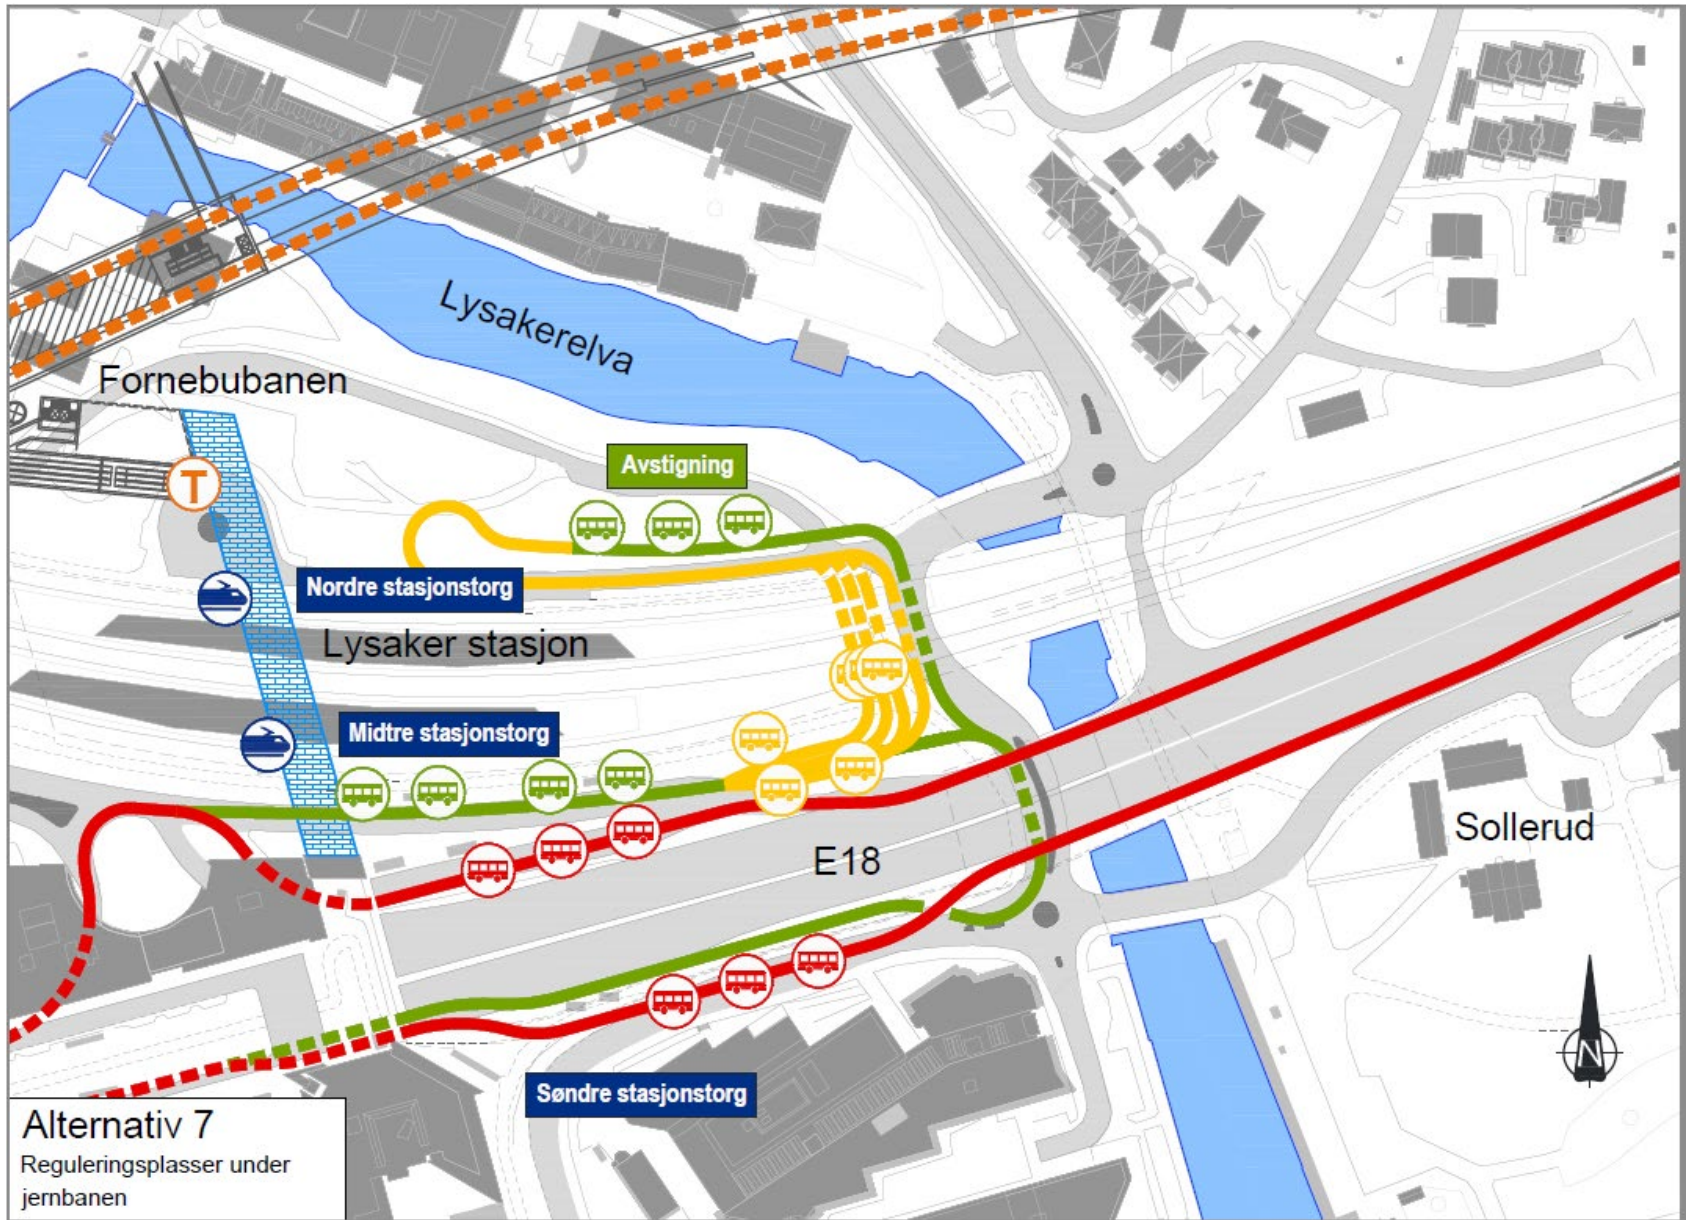 Lysakerelva
Fornebubanen
Avstigning
T
Nordre stasjonstorg
Lysaker stasjon
Midtre stasjonstorg
E18
Sollerud
Søndre stasjonstorg
N
Alternativ 7
Reguleringsplasser under
jernbanen